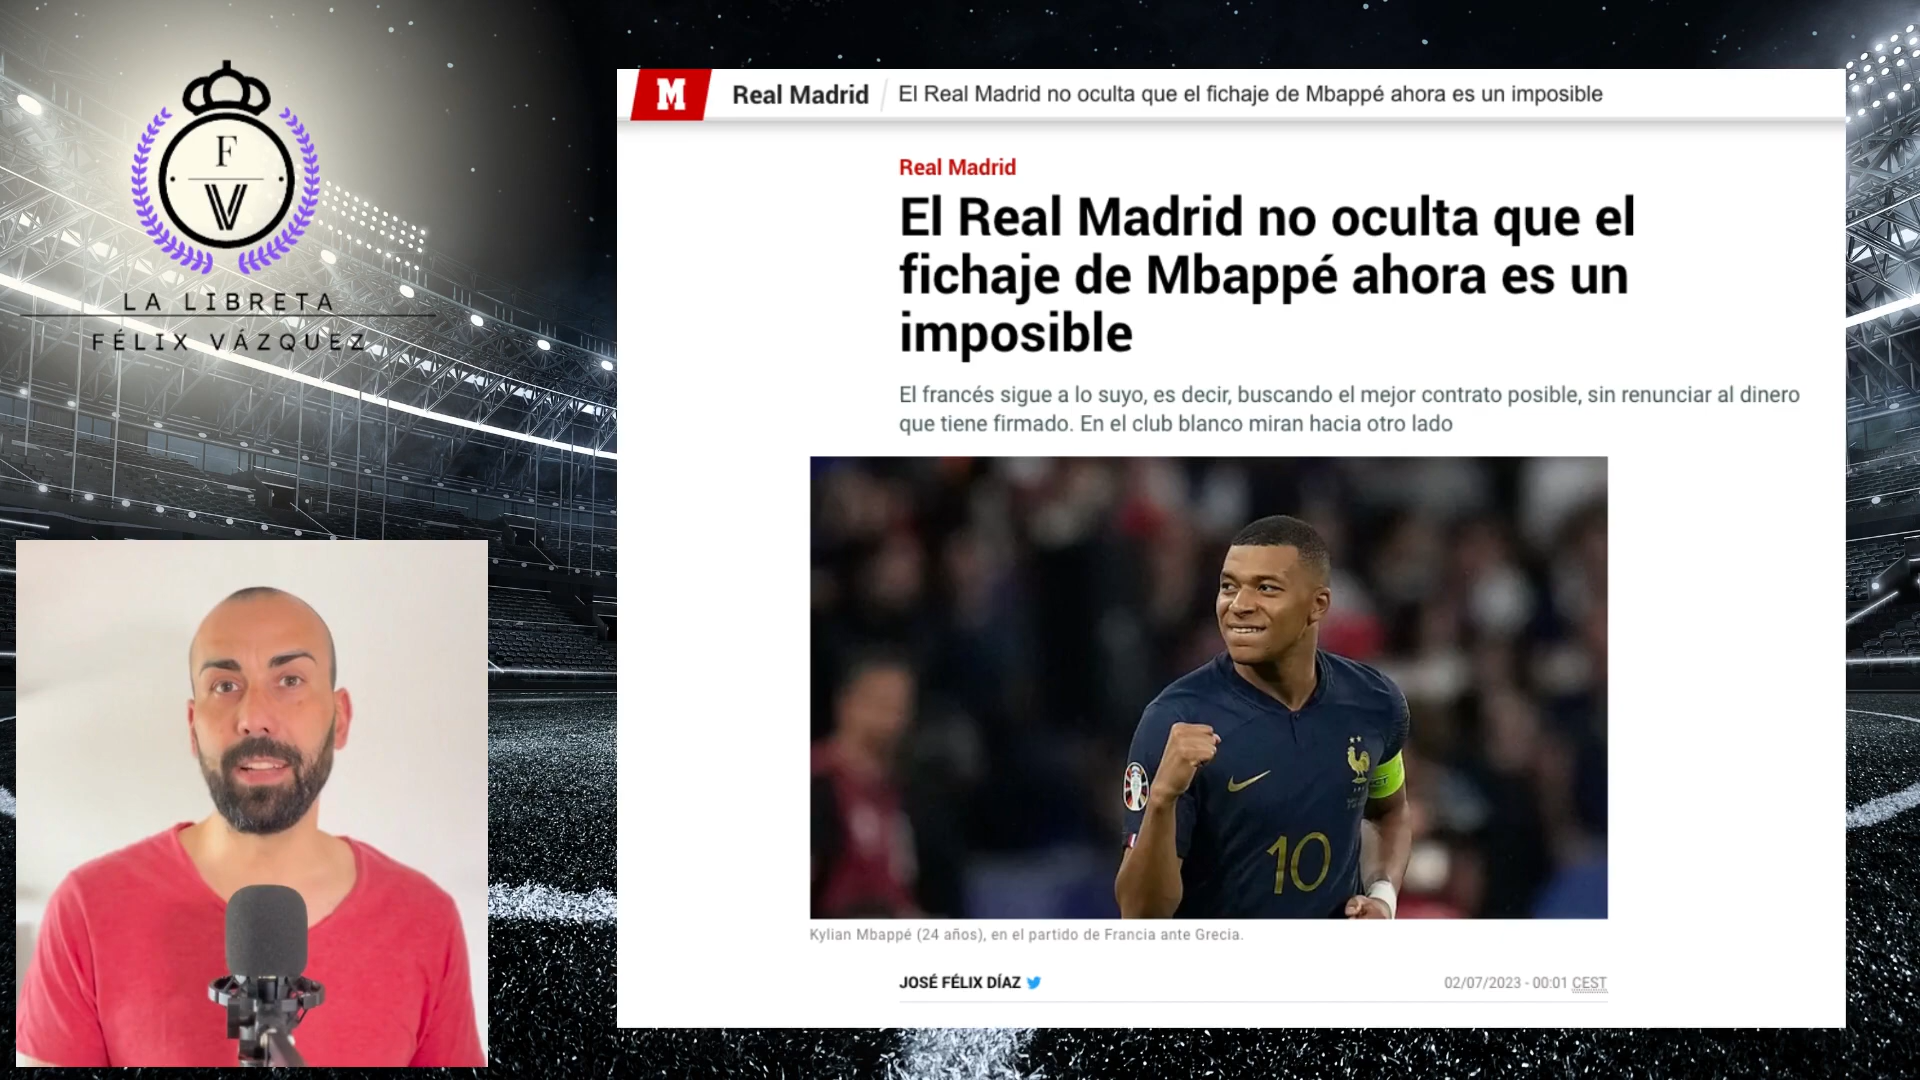 F
V
LA LIBRETA
FÉLIX VÁZQUEZ
M
Real Madrid
El Real Madrid no oculta que el fichaje de Mbappé ahora es un imposible
Real Madrid
El Real Madrid no oculta que el
fichaje de Mbappé ahora es un
imposible
El francés sigue a lo suyo, es decir, buscando el mejor contrato posible, sin renunciar al dinero
que tiene firmado. En el club blanco miran hacia otro lado
10
Kylian Mbappé (24 años), en el partido de Francia ante Grecia.
JOSÉ FÉLIX DÍAZ
02/07/2023 - 00:01 CEST